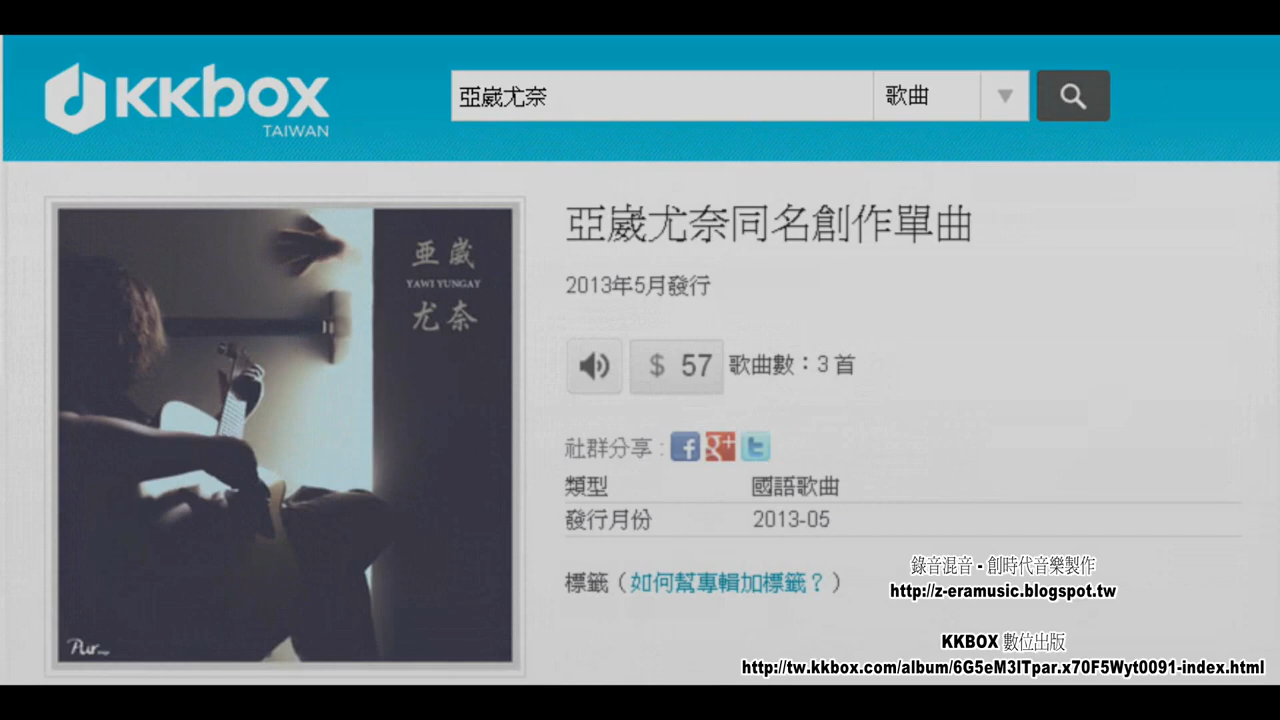 KKBOX
TAIWAN
亞崴尤奈
歌曲
亞崴尤奈同名創作單曲
2013年5月發行
$ 57
歌曲數：3 首
社群分享 :
類型 國語歌曲
發行月份 2013-05
標籤（如何幫專輯加標籤？）
亜崴
YAWI YUNGAY
尤奈
錄音混音 - 創時代音樂製作
http://z-eramusic.blogspot.tw
KKBOX 數位出版
http://tw.kkbox.com/album/6G5eM3lTpar.x70F5Wyt0091-index.html